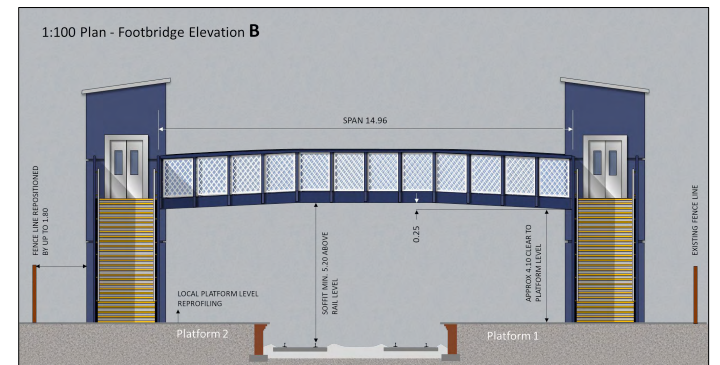 1:100 Plan - Footbridge Elevation B
SPAN 14.96
FENCE LINE REPOSITIONED
BY UP TO 1.80
LOCAL PLATFORM LEVEL
REPROFILING
SOFFIT MIN. 5.20 ABOVE
RAIL LEVEL
0.25
APPROX 4.10 CLEAR TO
PLATFORM LEVEL
EXISTING FENCE LINE
Platform 2
Platform 1